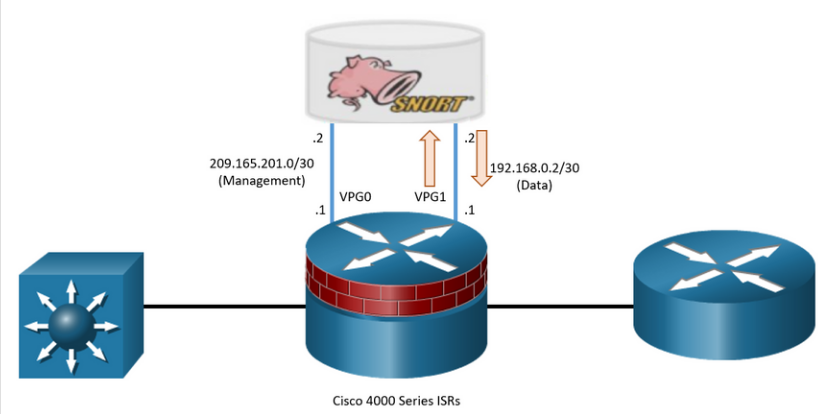 SNORT
.2
.2
209.165.201.0/30
(Management)
192.168.0.2/30
(Data)
VPG0
VPG1
.1
.1
Cisco 4000 Series ISRs